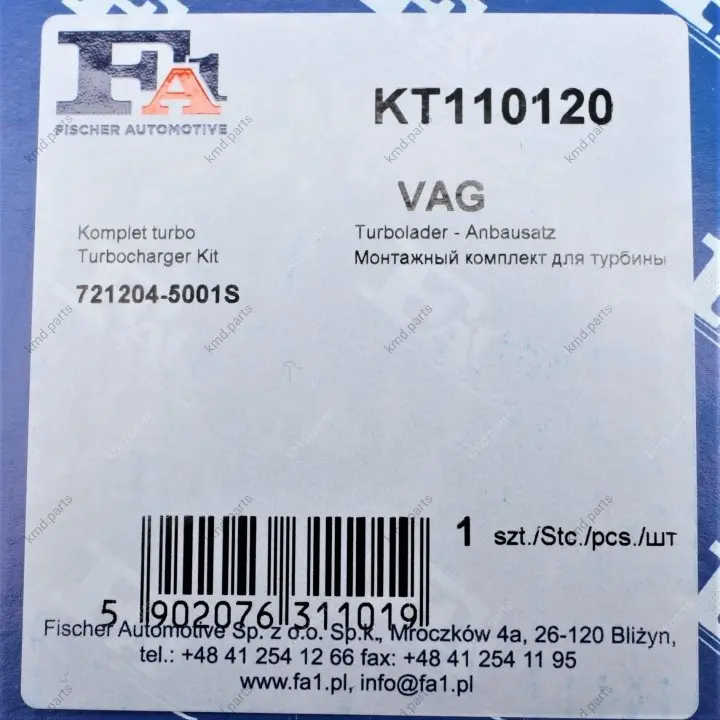 FA1
FISCHER AUTOMOTIVE
KT110120
VAG
Komplet turbo
Turbocharger Kit
721204-5001S
Turbolader - Anbausatz
Монтажный комплект для турбины
1 szt./Stc./pcs./шт
5 902076 311019
Fischer Automotive Sp. z o.o. Sp.k., Mroczków 4a, 26-120 Bliżyn,
tel.: +48 41 254 12 66 fax: +48 41 254 11 95
www.fa1.pl, info@fa1.pl
kmd.parts